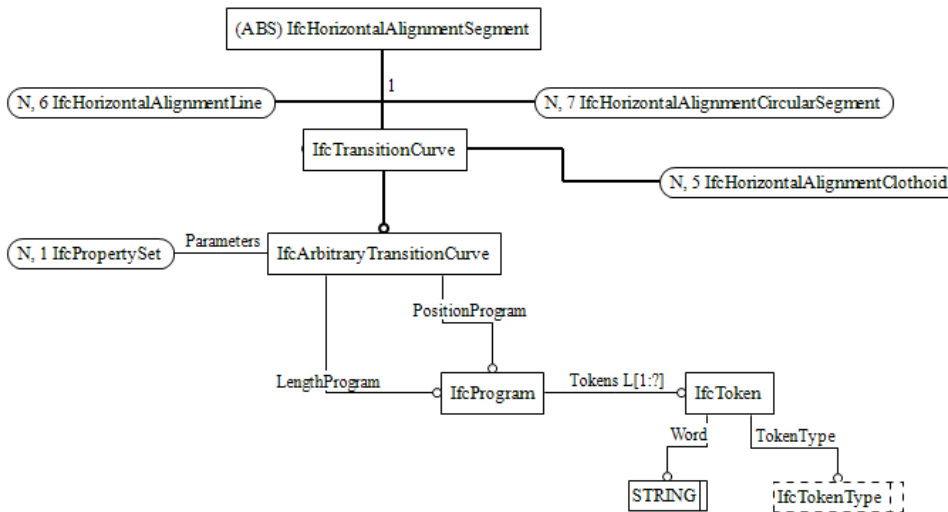 (ABS) IfcHorizontalAlignmentSegment
1
N, 6 IfcHorizontalAlignmentLine
N, 7 IfcHorizontalAlignmentCircularSegment
IfcTransitionCurve
N, 5 IfcHorizontalAlignmentClothoid
N, 1 IfcPropertySet
Parameters
IfcArbitraryTransitionCurve
PositionProgram
LengthProgram
IfcProgram
Tokens L[1:?]
IfcToken
Word
TokenType
STRING
IfcTokenType